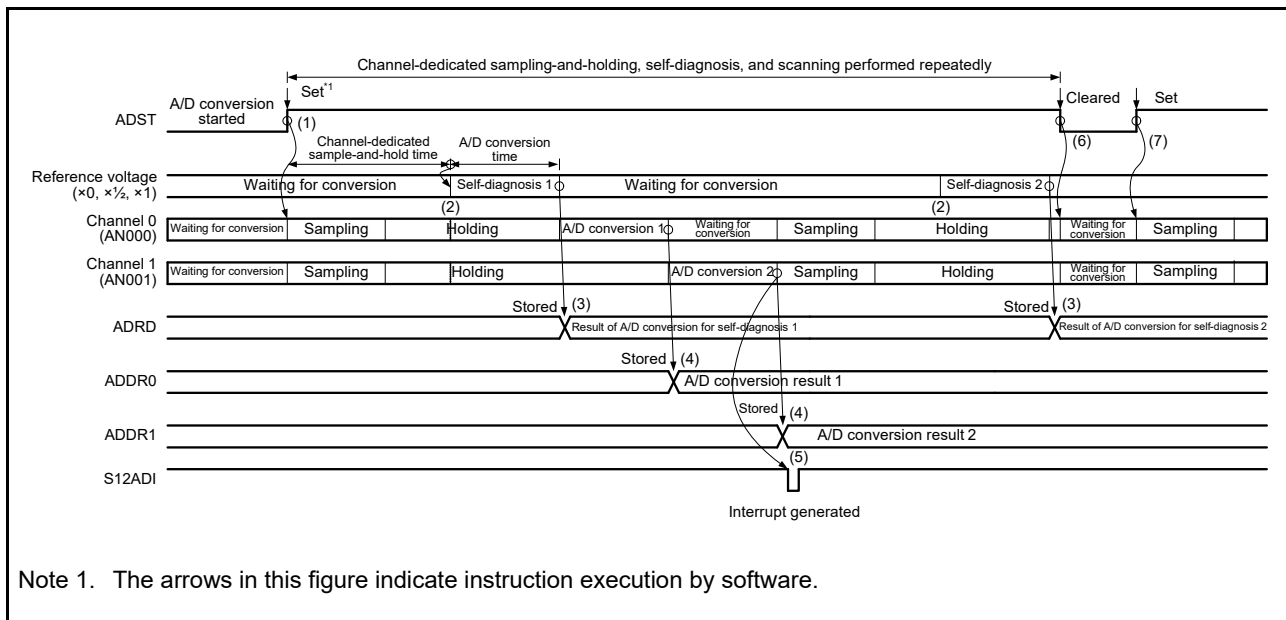 Channel-dedicated sampling-and-holding, self-diagnosis, and scanning performed repeatedly
A/D conversion
started
Set*1
Cleared
Set
ADST
(1)
(6)
(7)
Channel-dedicated
sample-and-hold time
A/D conversion
time
Reference voltage
(×0, ×½, ×1)
Waiting for conversion
Self-diagnosis 1
Waiting for conversion
Self-diagnosis 2
(2)
(2)
Channel 0
(AN000)
Waiting for conversion
Sampling
Holding
A/D conversion 1
Waiting for
conversion
Sampling
Holding
Waiting for
conversion
Sampling
Channel 1
(AN001)
Waiting for conversion
Sampling
Holding
A/D conversion 2
Sampling
Holding
Waiting for
conversion
Sampling
Stored
(3)
Stored
(3)
ADRD
Result of A/D conversion for self-diagnosis 1
Result of A/D conversion for self-diagnosis 2
Stored
(4)
ADDR0
A/D conversion result 1
Stored
(4)
ADDR1
A/D conversion result 2
(5)
S12ADI
Interrupt generated
Note 1. The arrows in this figure indicate instruction execution by software.